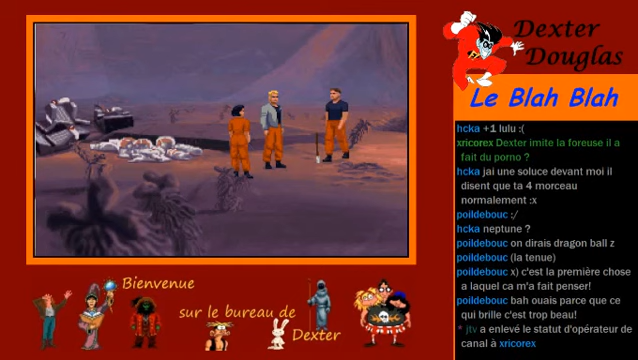 Dexter
Douglas
Le Blah Blah
hcka +1 lulu :(
xricorex Dexter imite la foreuse il a
fait du porno ?
hcka jai une soluce devant moi il
disent que ta 4 morceau
normalement :x
poildebouc :/
hcka neptune ?
poildebouc on dirais dragon ball z
poildebouc (la tenue)
poildebouc x) c'est la première chose
a laquel ca m'a fait penser!
poildebouc bah ouais parce que ce
qui brille c'est trop beau!
* jtv a enlevé le statut d'opérateur de
canal à xricorex
Bienvenue
sur le bureau de
Dexter